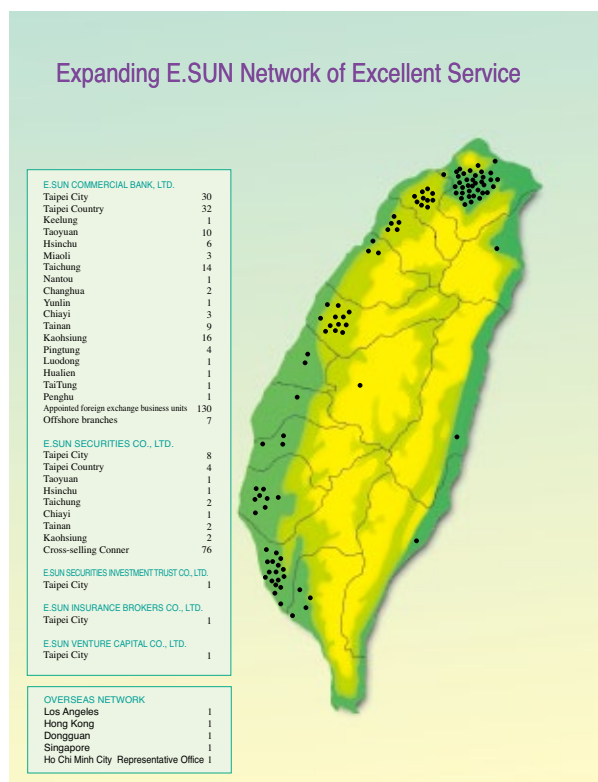 Expanding E.SUN Network of Excellent Service
E.SUN COMMERCIAL BANK, LTD.
Taipei City 30
Taipei Country 32
Keelung 1
Taoyuan 10
Hsinchu 6
Miaoli 3
Taichung 14
Nantou 1
Changhua 2
Yunlin 1
Chiayi 3
Tainan 9
Kaohsiung 16
Pingtung 4
Luodong 1
Hualien 1
TaiTung 1
Penghu 1
Appointed foreign exchange business units 130
Offshore branches 7
E.SUN SECURITIES CO., LTD.
Taipei City 8
Taipei Country 4
Taoyuan 1
Hsinchu 1
Taichung 2
Chiayi 1
Tainan 2
Kaohsiung 2
Cross-selling Conner 76
E.SUN SECURITIES INVESTMENT TRUST CO., LTD.
Taipei City 1
E.SUN INSURANCE BROKERS CO., LTD.
Taipei City 1
E.SUN VENTURE CAPITAL CO., LTD.
Taipei City 1
OVERSEAS NETWORK
Los Angeles 1
Hong Kong 1
Dongguan 1
Singapore 1
Ho Chi Minh City Representative Office 1